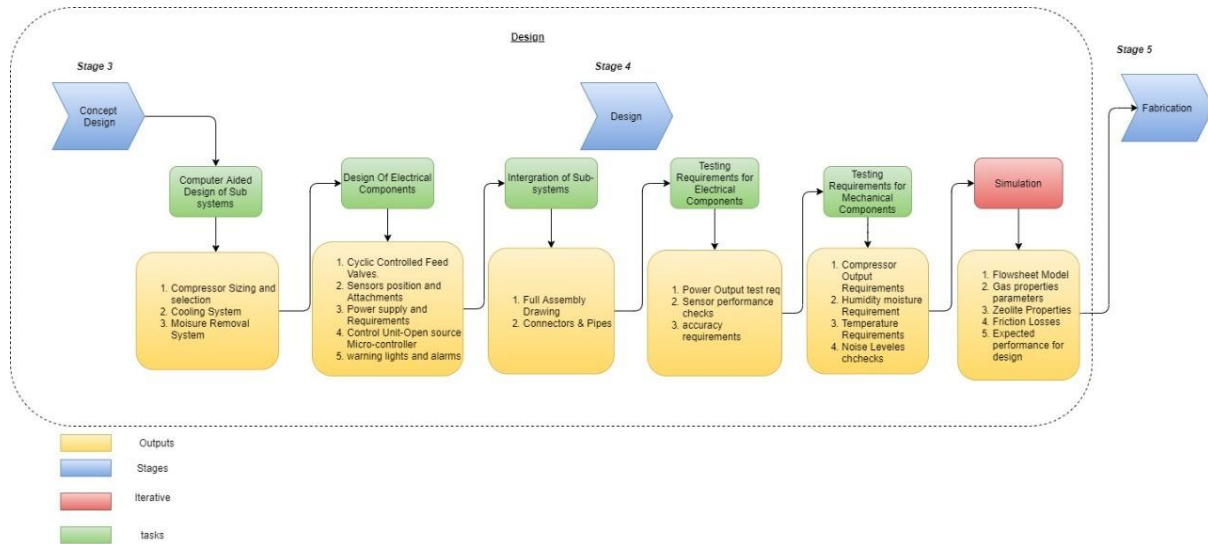 Design
Stage 3
Stage 4
Stage 5
Concept
Design
Design
Fabrication
Computer Aided
Design of Sub
systems
Design Of Electrical
Components
Intergration of Sub-
systems
Testing
Requirements for
Electrical Components
Testing
Requirements for
Mechanical
Components
Simulation
1. Compressor Sizing and
selection
2. Cooling System
3. Moisure Removal
System
1. Cyclic Controlled Feed
Valves.
2. Sensors position and
Attachments
3. Power supply and
Requirements
4. Control Unit-Open source
Micro-controller
5. warning lights and alarms
1. Full Assembly
Drawing
2. Connectors & Pipes
1. Power Output test req
2. Sensor performance
checks
3. accuracy
requirements
1. Compressor
Output
Requirements
2. Humidity moisture
Requirement
3. Temperature
Requirements
4. Noise Leveles
chchecks
1. Flowsheet Model
2. Gas properties
parameters
3. Zeolite Properties
4. Friction Losses
5. Expected
performance for
design
Outputs
Stages
Iterative
tasks